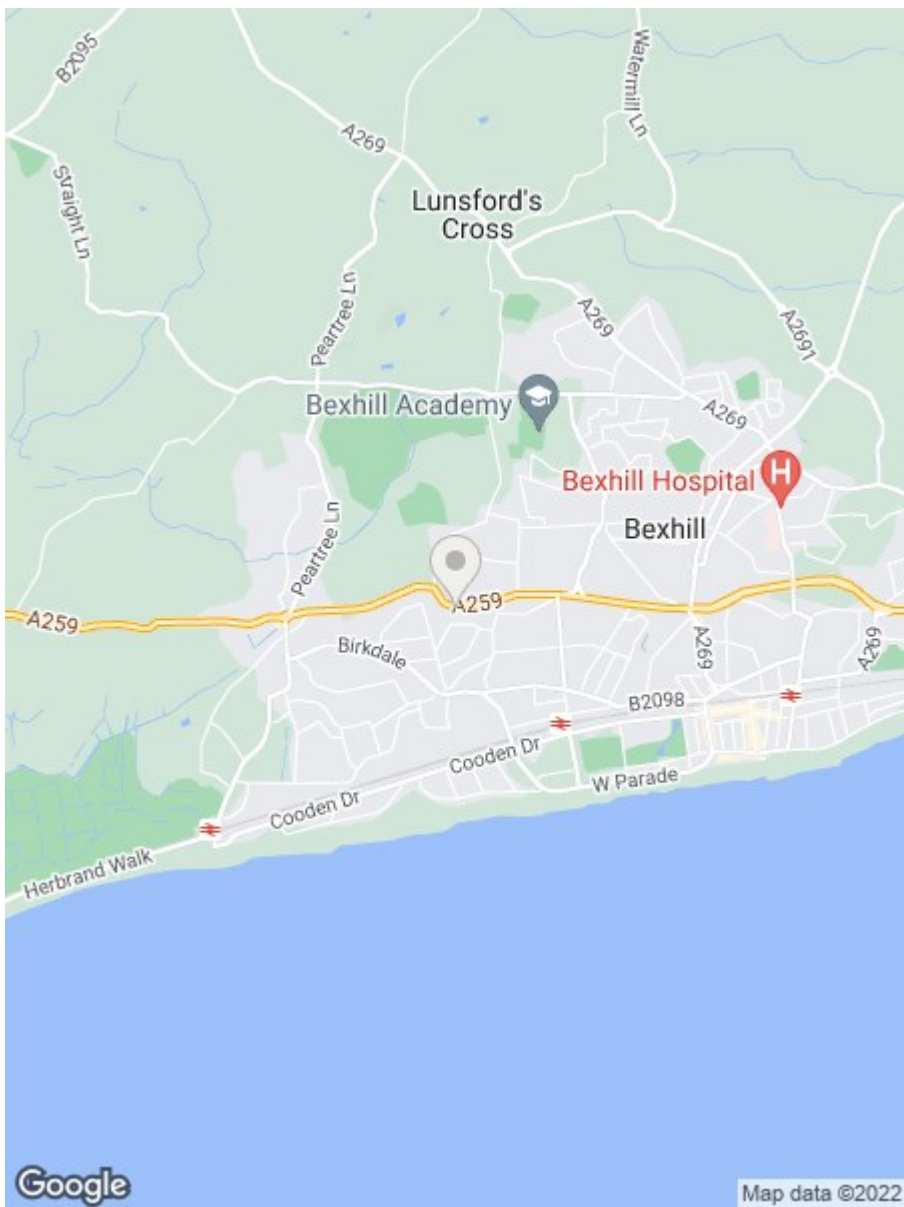 B2095
A269
Watermill Ln
Straight Ln
Lunsford's
Cross
Peartree Ln
A269
A2691
Bexhill Academy
A269
Bexhill Hospital
H
Bexhill
Peartree Ln
A259
A259
Birkdale
A269
A269
B2098
Cooden Dr
W Parade
Cooden Dr
Herbrand Walk
Google
Map data ©2022